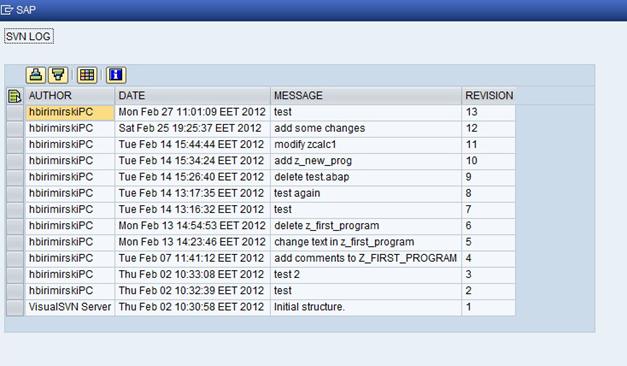 SAP
SVN LOG
AUTHOR DATE MESSAGE REVISION
hbirimirskiPC Mon Feb 27 11:01:09 EET 2012 test 13
hbirimirskiPC Sat Feb 25 19:25:37 EET 2012 add some changes 12
hbirimirskiPC Tue Feb 14 15:44:44 EET 2012 modify zcalc1 11
hbirimirskiPC Tue Feb 14 15:34:24 EET 2012 add z_new_prog 10
hbirimirskiPC Tue Feb 14 15:26:40 EET 2012 delete test.abap 9
hbirimirskiPC Tue Feb 14 13:17:35 EET 2012 test again 8
hbirimirskiPC Tue Feb 14 13:16:32 EET 2012 test 7
hbirimirskiPC Mon Feb 13 14:54:53 EET 2012 delete z_first_program 6
hbirimirskiPC Mon Feb 13 14:23:46 EET 2012 change text in z_first_program 5
hbirimirskiPC Tue Feb 07 11:41:12 EET 2012 add comments to Z_FIRST_PROGRAM 4
hbirimirskiPC Thu Feb 02 10:33:08 EET 2012 test 2 3
hbirimirskiPC Thu Feb 02 10:32:39 EET 2012 test 2
VisualSVN Server Thu Feb 02 10:30:58 EET 2012 Initial structure. 1